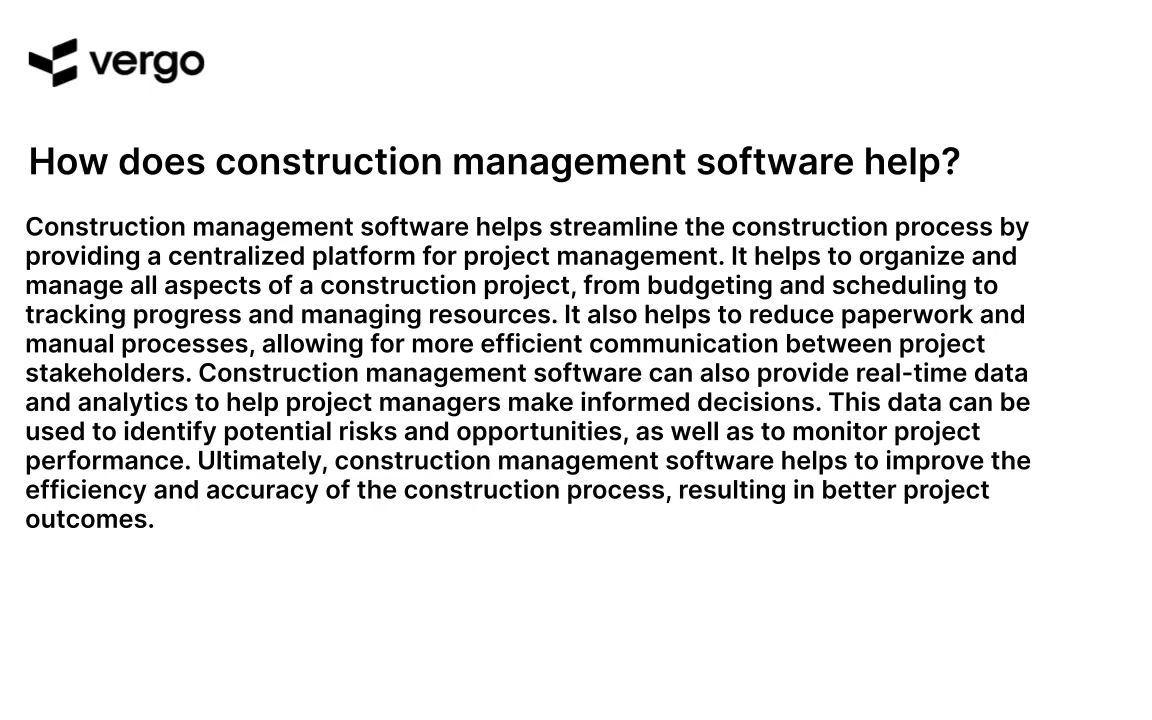 vergo
How does construction management software help?
Construction management software helps streamline the construction process by
providing a centralized platform for project management. It helps to organize and
manage all aspects of a construction project, from budgeting and scheduling to
tracking progress and managing resources. It also helps to reduce paperwork and
manual processes, allowing for more efficient communication between project
stakeholders. Construction management software can also provide real-time data
and analytics to help project managers make informed decisions. This data can be
used to identify potential risks and opportunities, as well as to monitor project
performance. Ultimately, construction management software helps to improve the
efficiency and accuracy of the construction process, resulting in better project
outcomes.